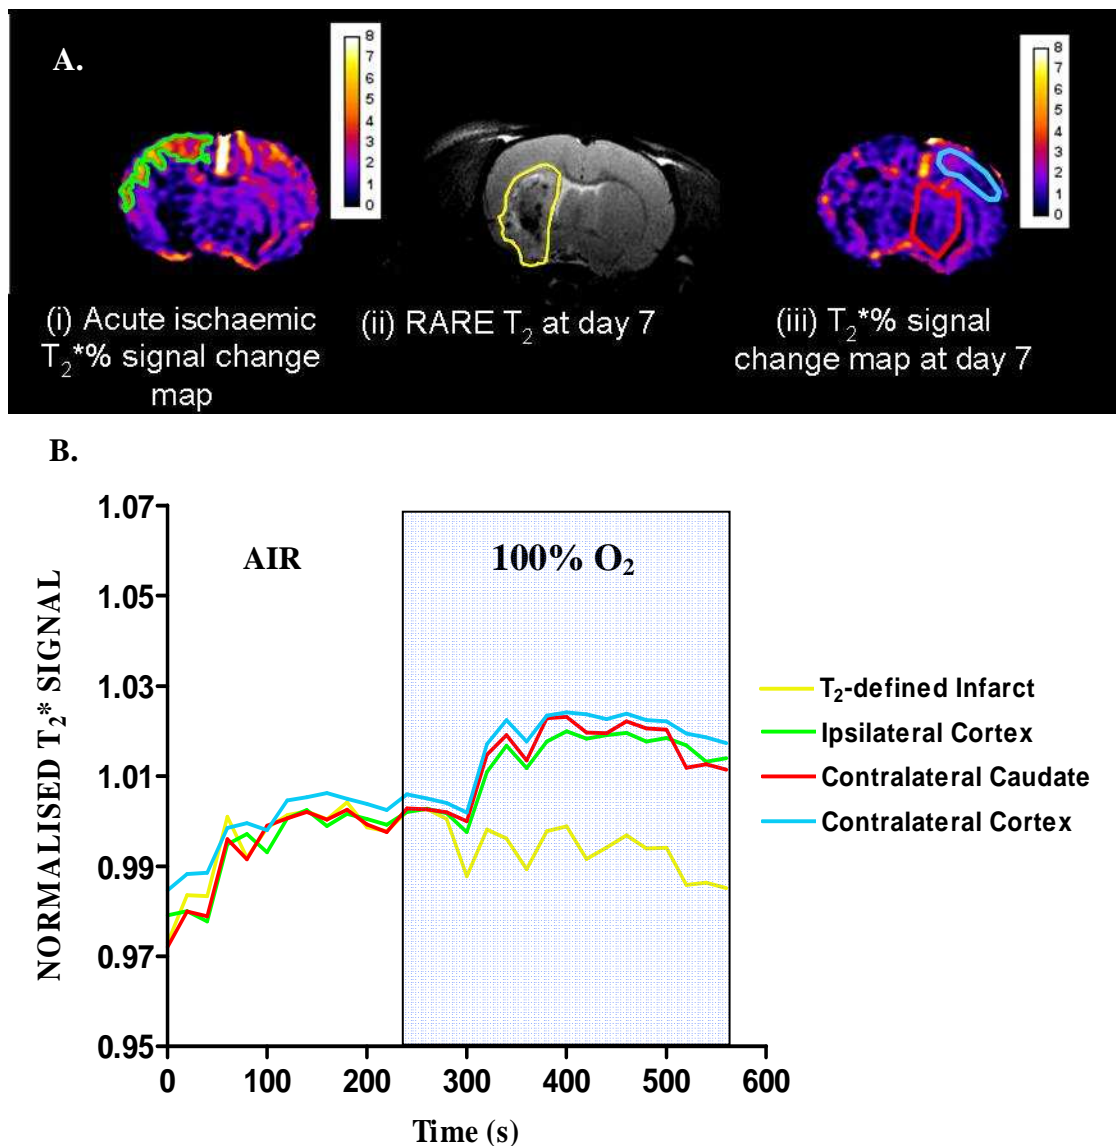 A.
8
7
6
5
4
3
2
1
0
8
7
6
5
4
3
2
1
0
(i) Acute ischaemic
T₂*% signal change
map
(ii) RARE T₂ at day 7
(iii) T₂*% signal
change map at day 7
B.
NORMALISED T₂* SIGNAL
1.07
1.05
1.03
1.01
0.99
0.97
0.95
AIR
100% O₂
T₂-defined Infarct
Ipsilateral Cortex
Contralateral Caudate
Contralateral Cortex
0 100 200 300 400 500 600
Time (s)